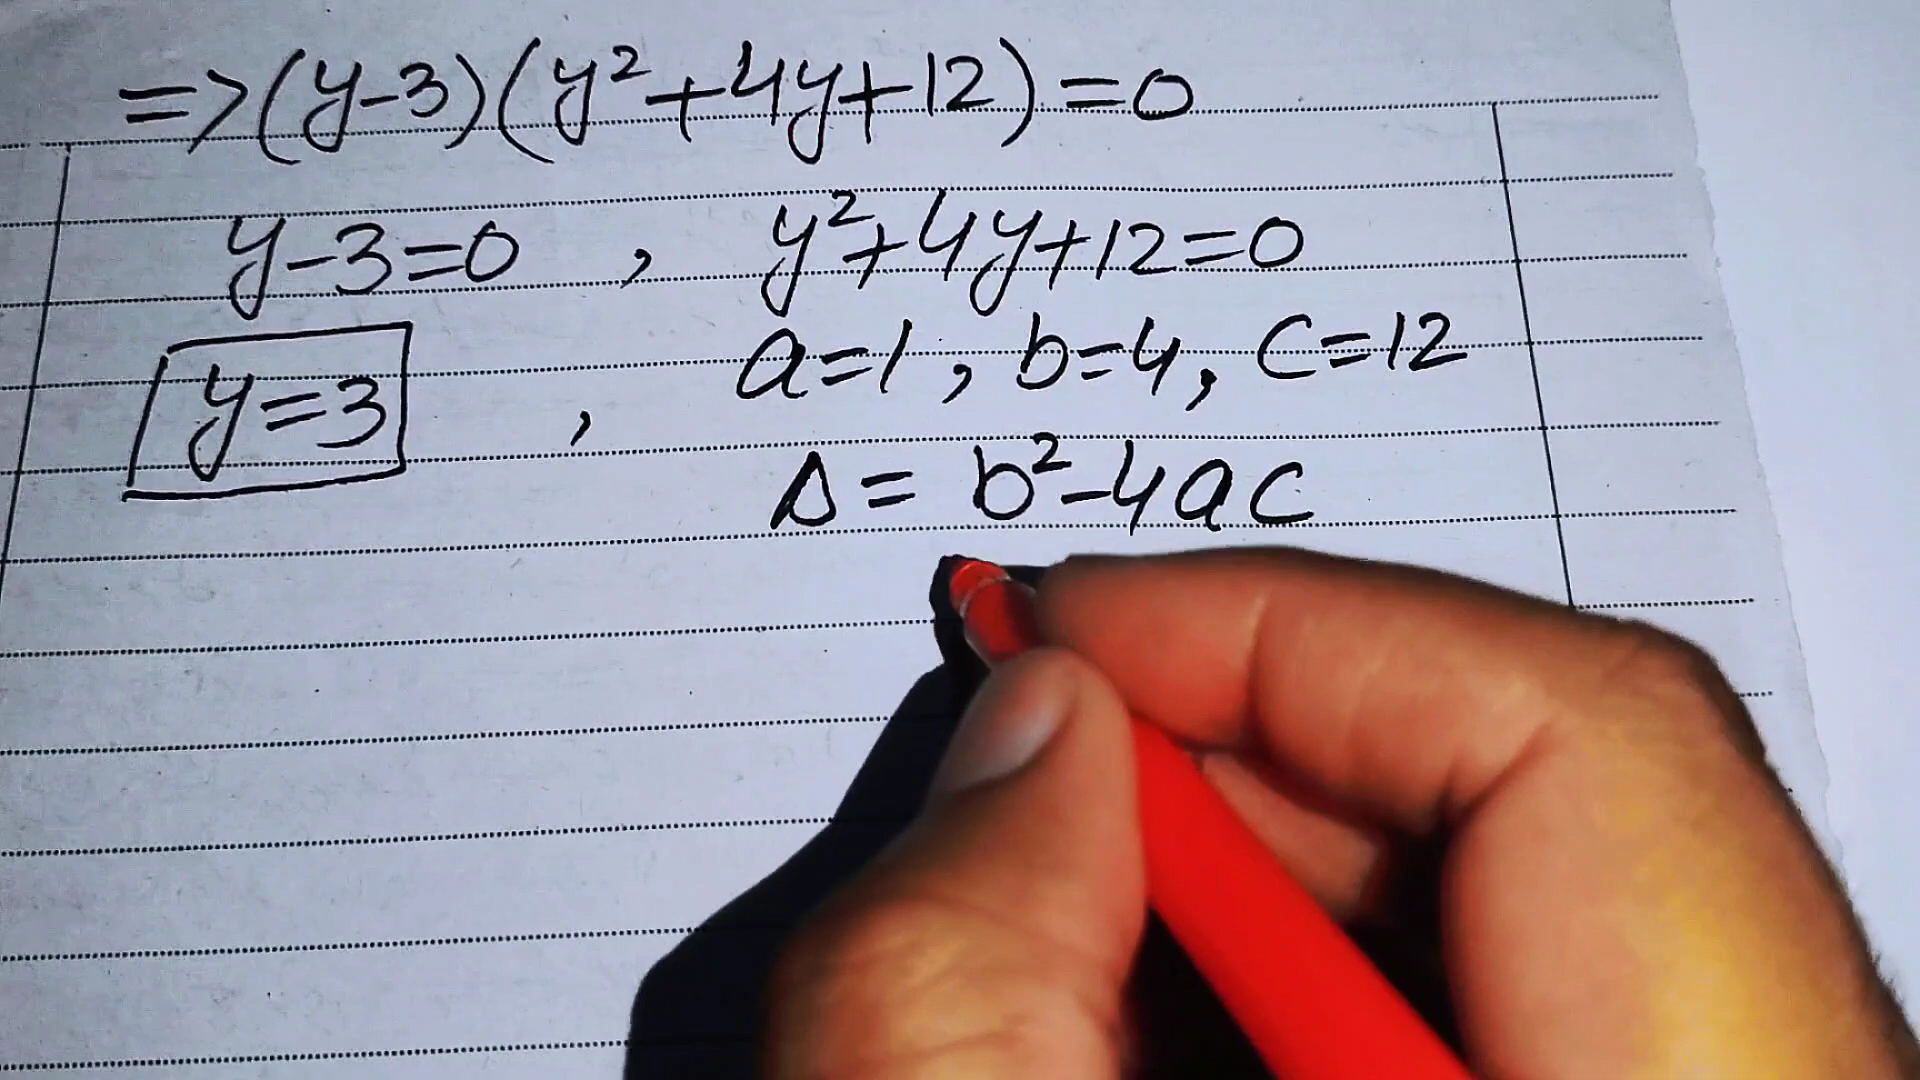 => (y-3)(y²+4y+12)=0
y-3=0 , y²+4y+12=0
y=3 , a=1, b=4, c=12
Δ= b²-4ac